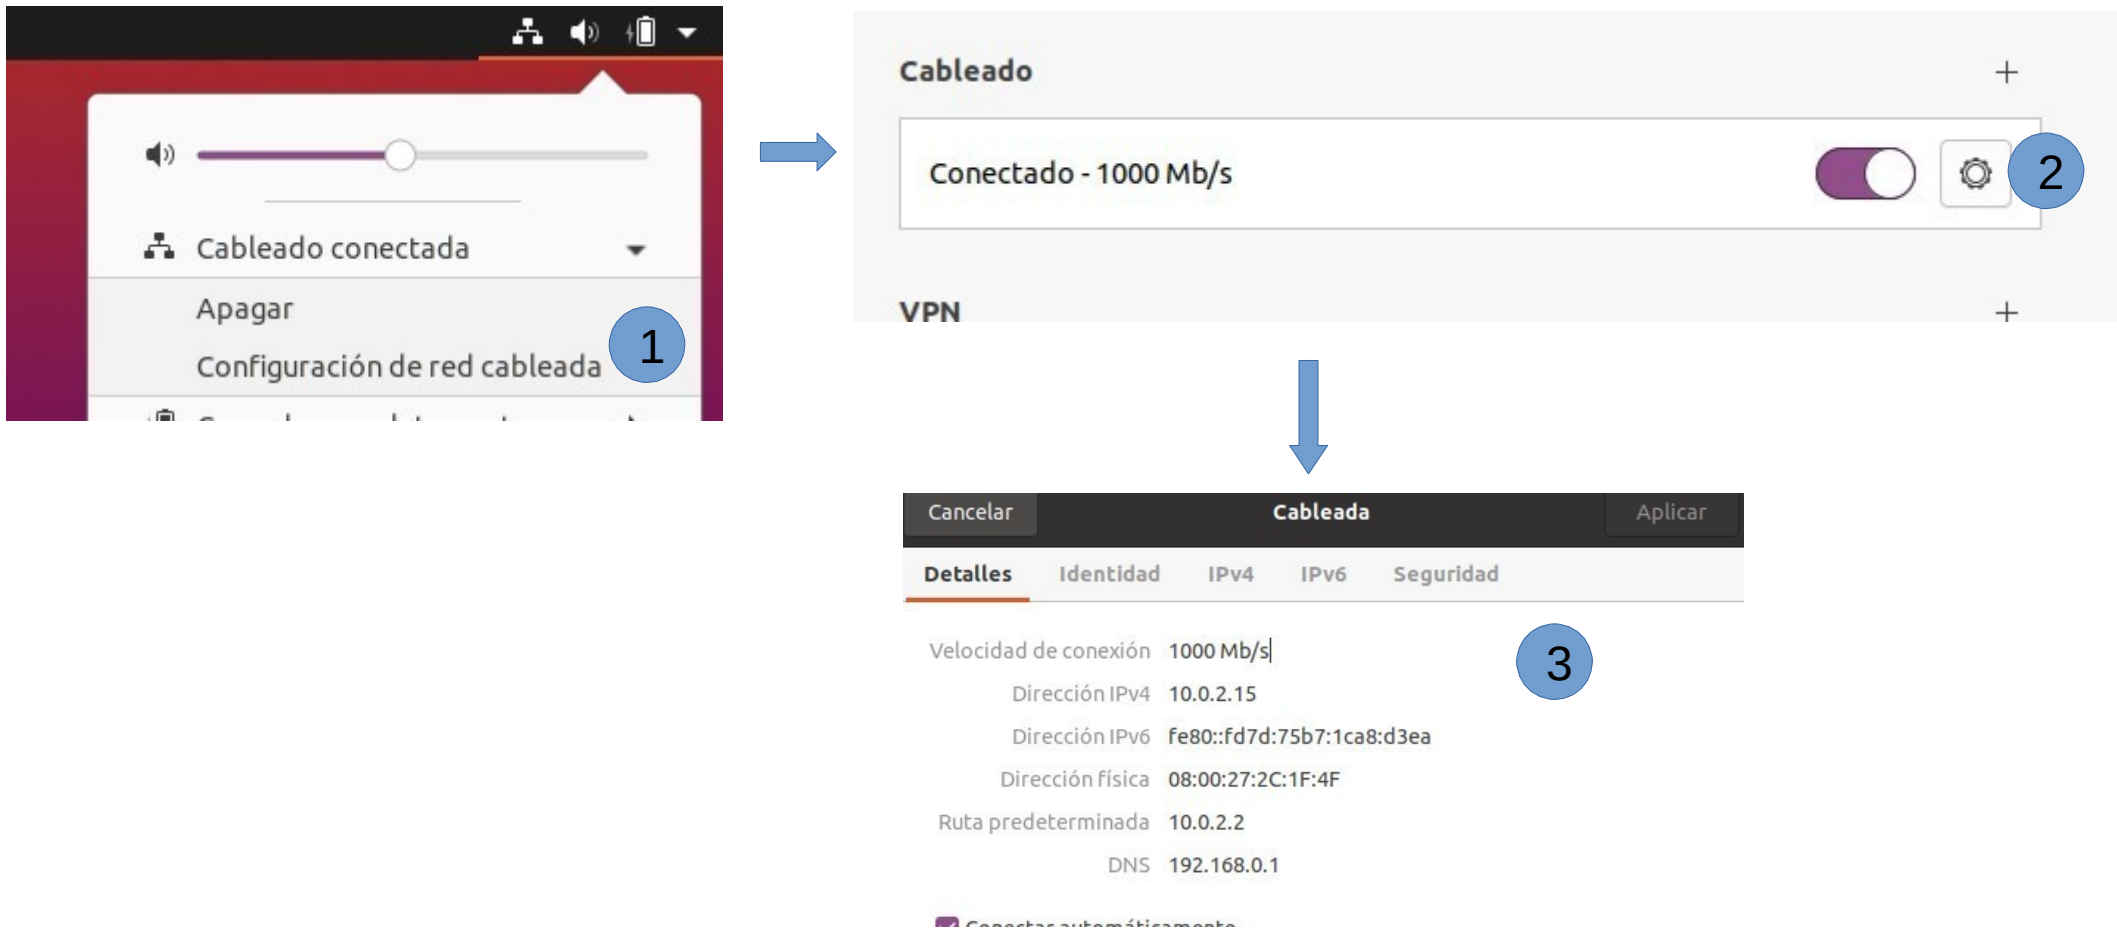 Cableado conectada
Apagar
Configuración de red cableada
1
Cableado
Conectado - 1000 Mb/s
2
VPN
Cancelar Cableada Aplicar
Detalles Identidad IPv4 IPv6 Seguridad
Velocidad de conexión 1000 Mb/s
3
Dirección IPv4 10.0.2.15
Dirección IPv6 fe80::fd7d:75b7:1ca8:d3ea
Dirección física 08:00:27:2C:1F:4F
Ruta predeterminada 10.0.2.2
DNS 192.168.0.1
Conectar automáticamente